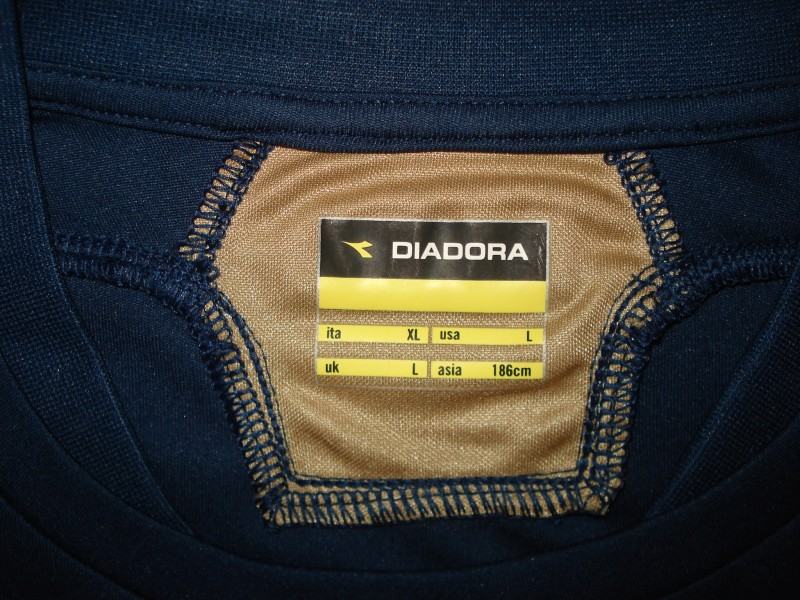 DIADORA
ita XL usa L
uk L asia 186cm